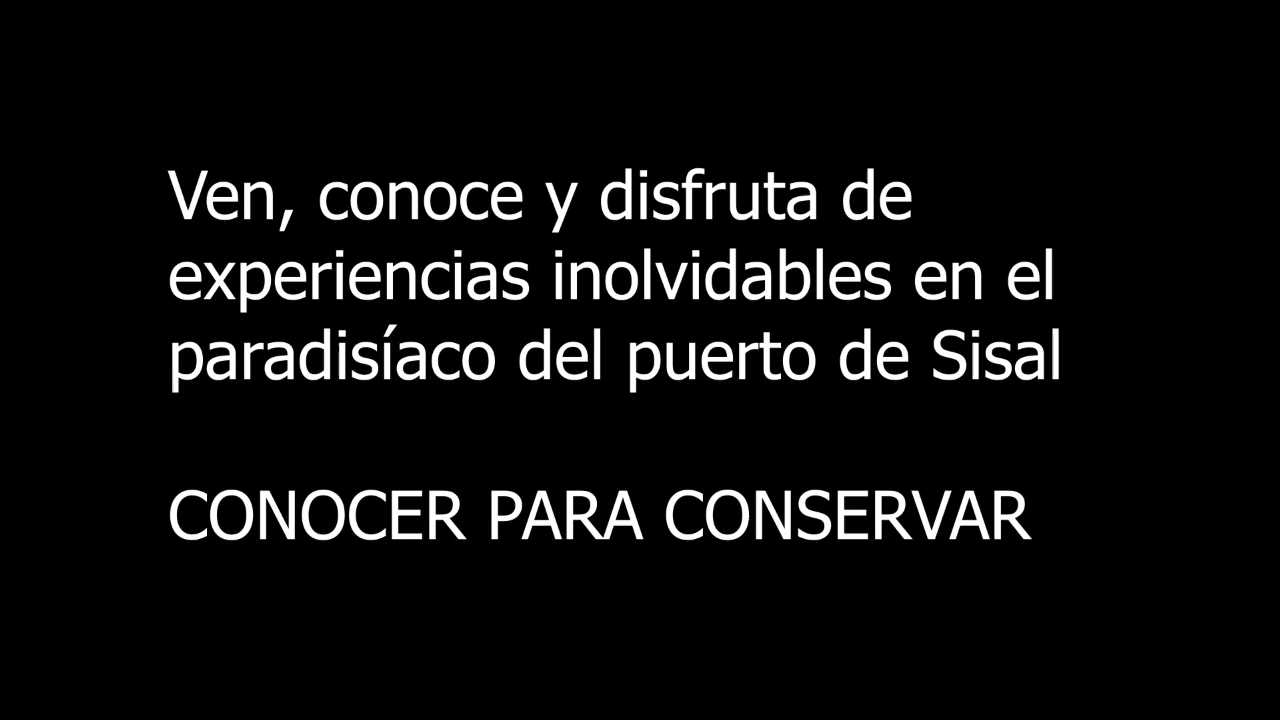 Ven, conoce y disfruta de
experiencias inolvidables en el
paradisíaco del puerto de Sisal
CONOCER PARA CONSERVAR